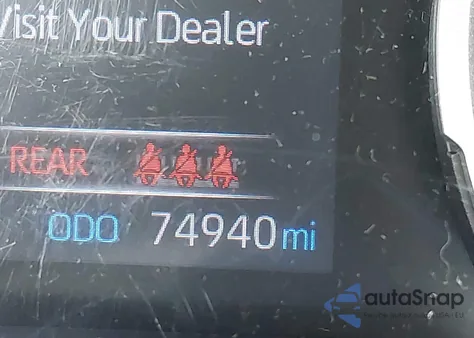 Visit Your Dealer
REAR
ODO 74940 mi
autoSnap